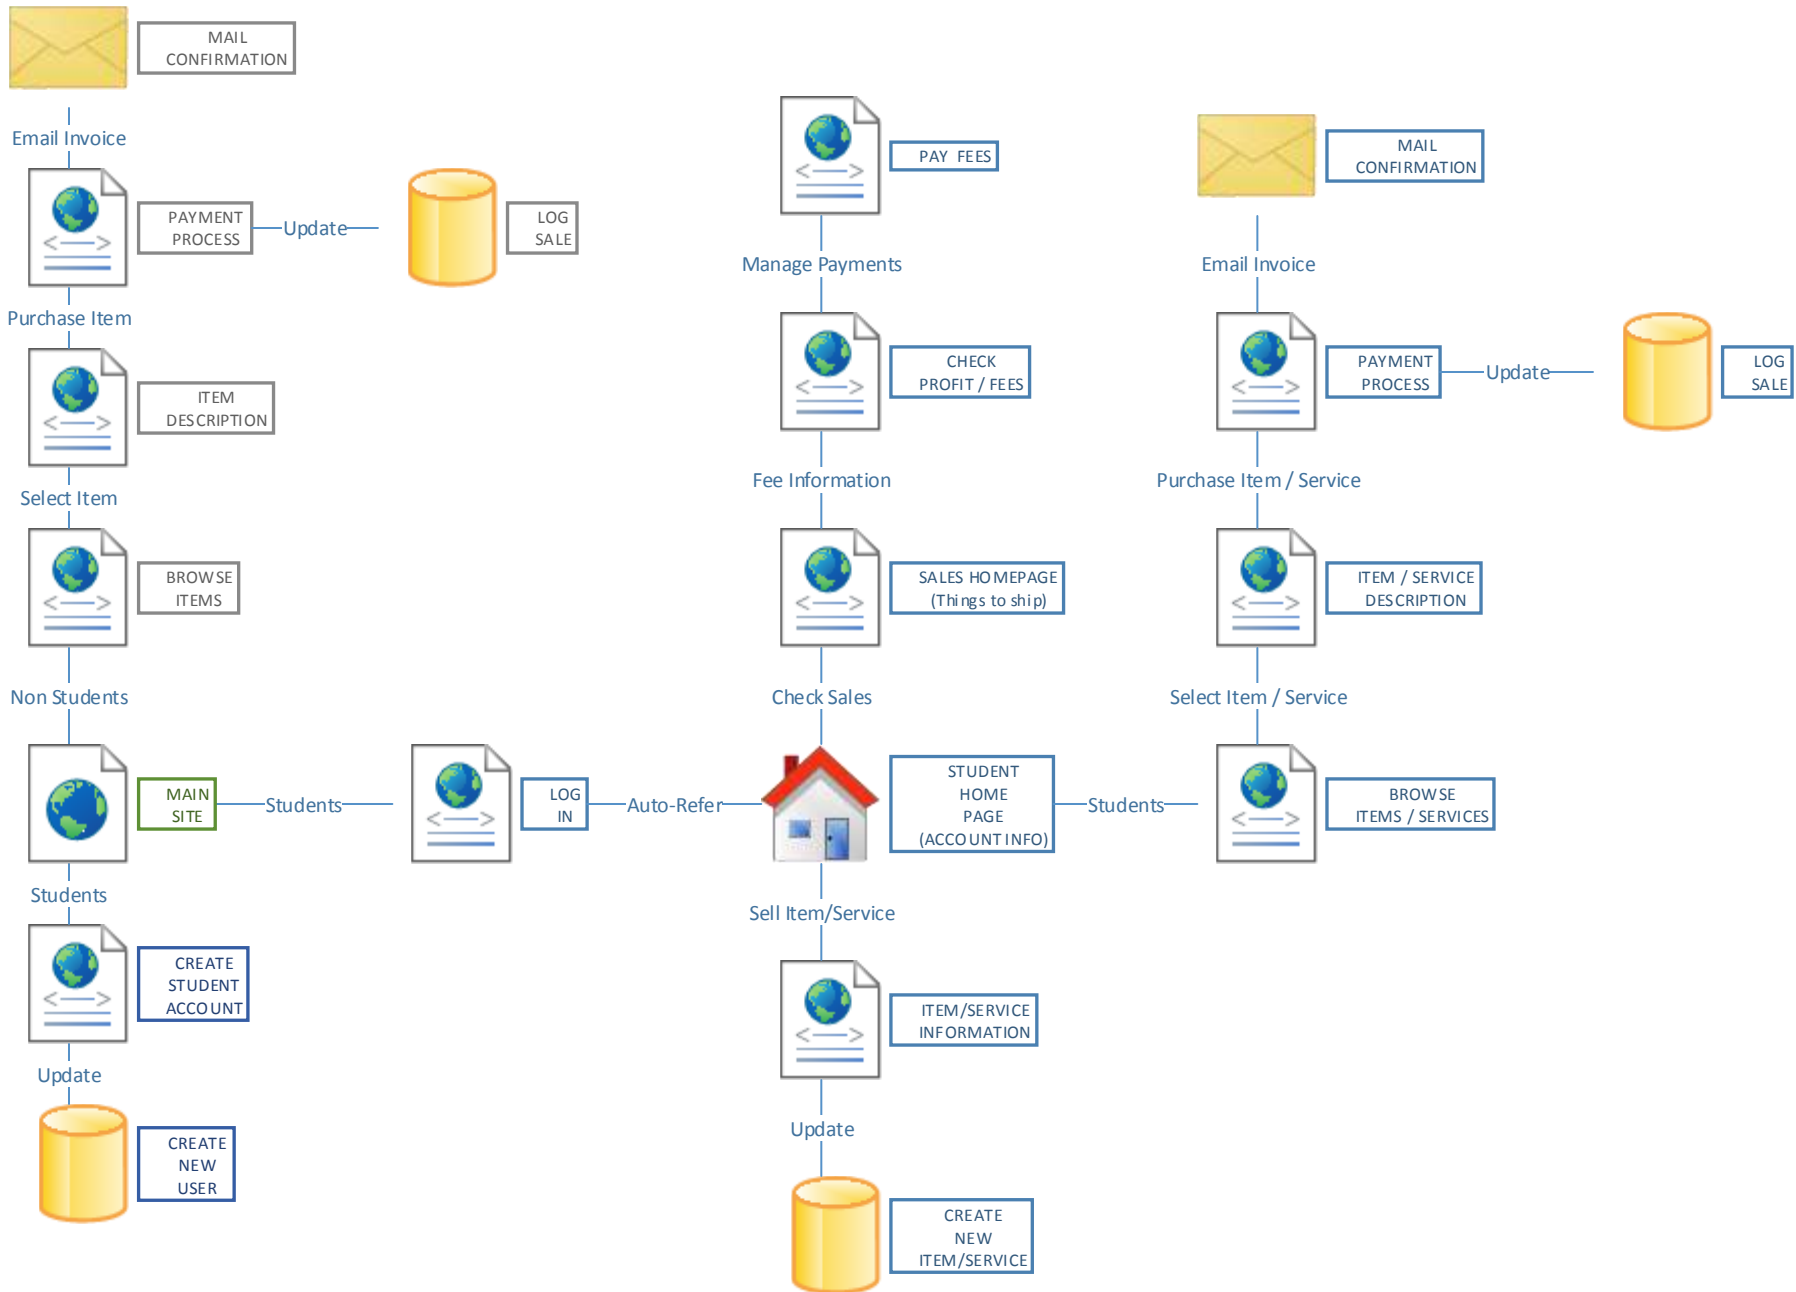 MAIL
CONFIRMATION
Email Invoice
PAYMENT
PROCESS
Update
LOG
SALE
Purchase Item
ITEM
DESCRIPTION
Select Item
BROWSE
ITEMS
Non Students
MAIN
SITE
Students
LOG
IN
Auto-Refer
Students
CREATE
STUDENT
ACCOUNT
Update
CREATE
NEW
USER
PAY FEES
Manage Payments
CHECK
PROFIT / FEES
Fee Information
SALES HOMEPAGE
(Things to ship)
Check Sales
STUDENT
HOME
PAGE
(ACCOUNT INFO)
Students
Sell Item/Service
ITEM/SERVICE
INFORMATION
Update
CREATE
NEW
ITEM/SERVICE
MAIL
CONFIRMATION
Email Invoice
PAYMENT
PROCESS
Update
LOG
SALE
Purchase Item / Service
ITEM / SERVICE
DESCRIPTION
Select Item / Service
BROWSE
ITEMS / SERVICES